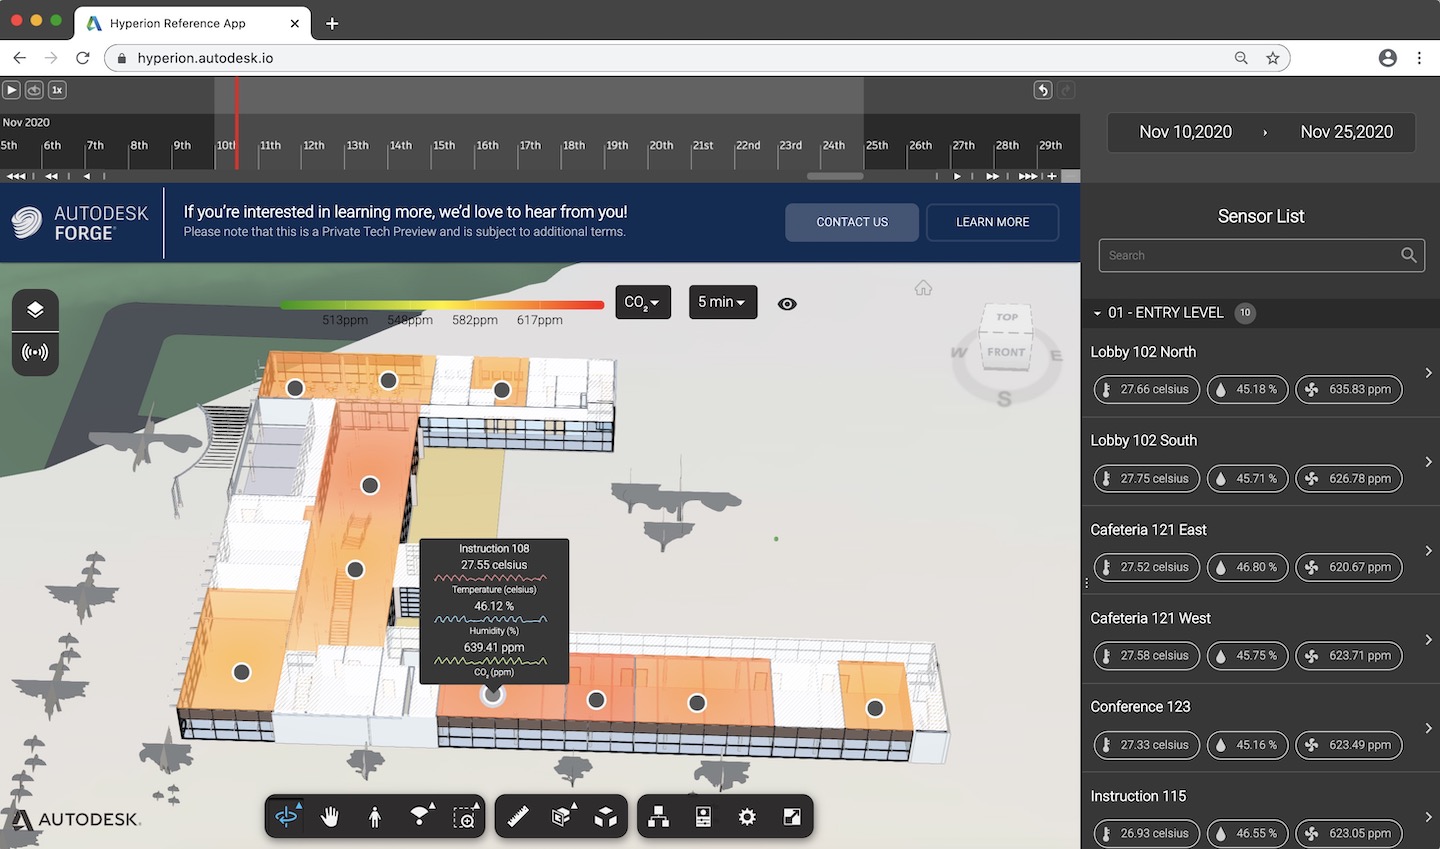 Hyperion Reference App
hyperion.autodesk.io
1x
Nov 2020
5th 6th 7th 8th 9th 10th 11th 12th 13th 14th 15th 16th 17th 18th 19th 20th 21st 22nd 23rd 24th 25th 26th 27th 28th 29th
Nov 10,2020 › Nov 25,2020
AUTODESK
FORGE
If you're interested in learning more, we'd love to hear from you!
Please note that this is a Private Tech Preview and is subject to additional terms.
CONTACT US
LEARN MORE
513ppm 548ppm 582ppm 617ppm
CO2
5 min
TOP
FRONT
W
E
S
Instruction 108
27.55 celsius
Temperature (celsius)
46.12 %
Humidity (%)
639.41 ppm
CO2 (ppm)
AUTODESK.
Sensor List
Search
01 - ENTRY LEVEL 10
Lobby 102 North
27.66 celsius 45.18 % 635.83 ppm
Lobby 102 South
27.75 celsius 45.71 % 626.78 ppm
Cafeteria 121 East
27.52 celsius 46.80 % 620.67 ppm
Cafeteria 121 West
27.58 celsius 45.75 % 623.71 ppm
Conference 123
27.33 celsius 45.16 % 623.49 ppm
Instruction 115
26.93 celsius 46.55 % 623.05 ppm